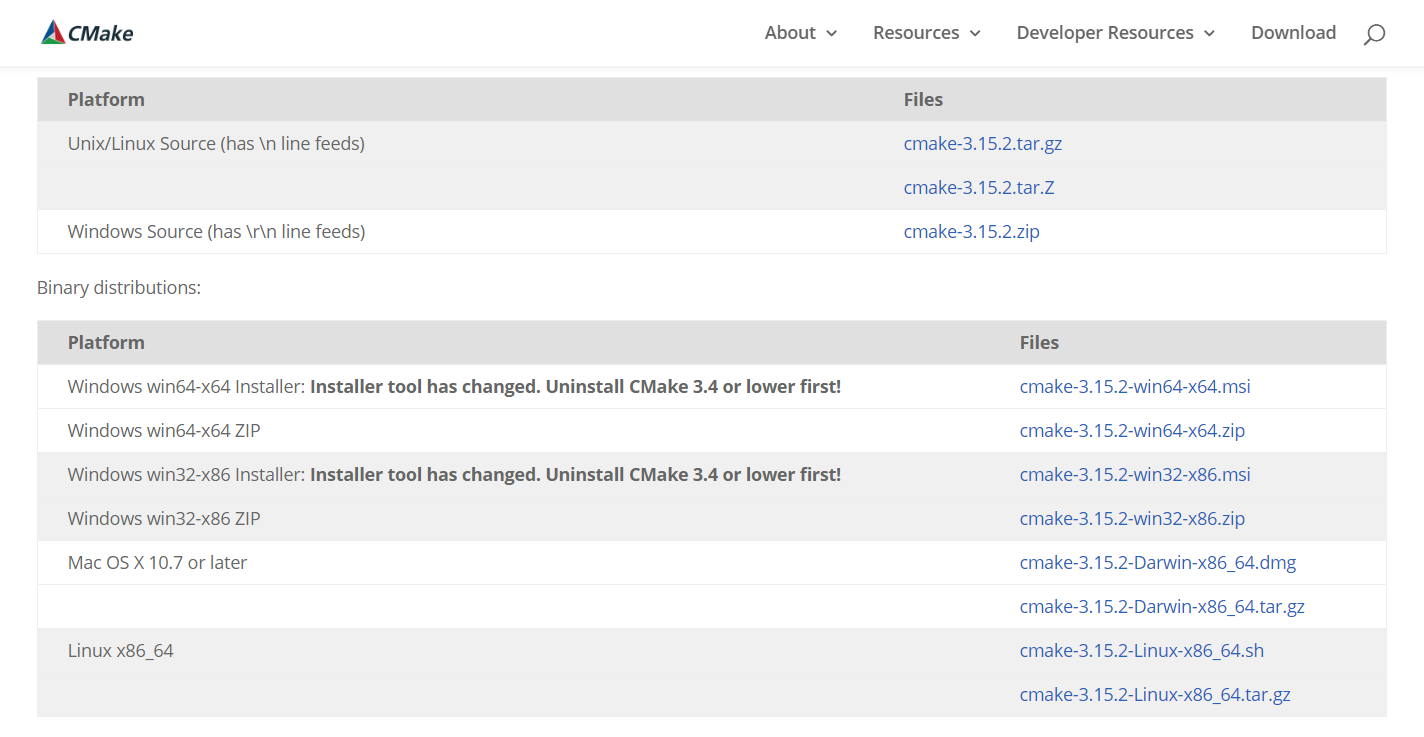 CMake
About Resources Developer Resources Download
Platform Files
Unix/Linux Source (has \n line feeds) cmake-3.15.2.tar.gz
cmake-3.15.2.tar.Z
Windows Source (has \r\n line feeds) cmake-3.15.2.zip
Binary distributions:
Platform Files
Windows win64-x64 Installer: Installer tool has changed. Uninstall CMake 3.4 or lower first! cmake-3.15.2-win64-x64.msi
Windows win64-x64 ZIP cmake-3.15.2-win64-x64.zip
Windows win32-x86 Installer: Installer tool has changed. Uninstall CMake 3.4 or lower first! cmake-3.15.2-win32-x86.msi
Windows win32-x86 ZIP cmake-3.15.2-win32-x86.zip
Mac OS X 10.7 or later cmake-3.15.2-Darwin-x86_64.dmg
cmake-3.15.2-Darwin-x86_64.tar.gz
Linux x86_64 cmake-3.15.2-Linux-x86_64.sh
cmake-3.15.2-Linux-x86_64.tar.gz